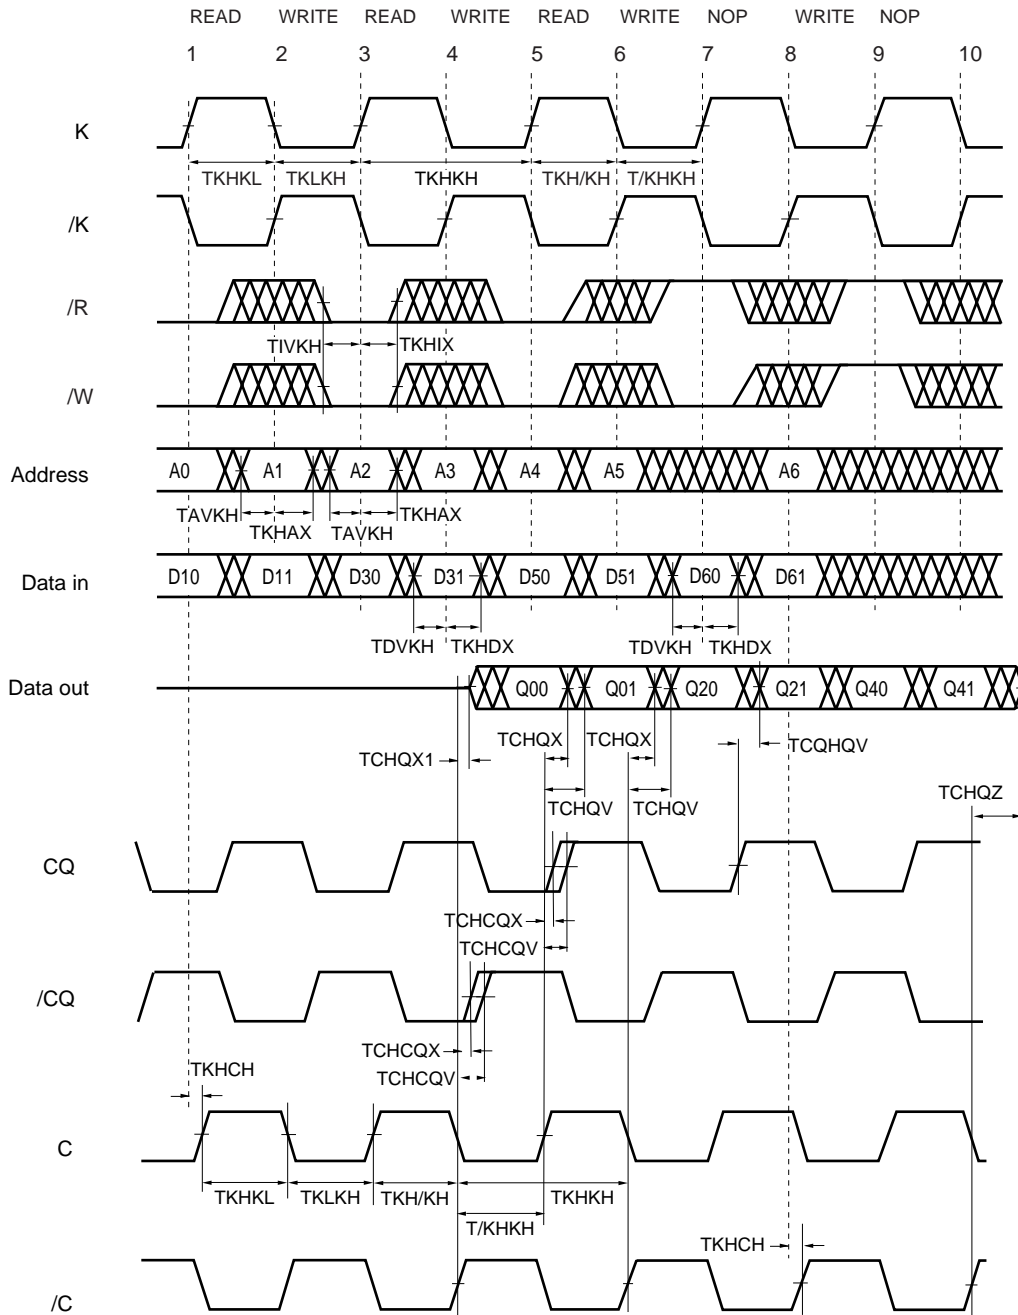 READ WRITE READ WRITE READ WRITE NOP WRITE NOP
1 2 3 4 5 6 7 8 9 10
K
TKHKL TKLKH TKHKH TKH/KH T/KHKH
/K
/R
TIVKH TKHIX
/W
Address A0 A1 A2 A3 A4 A5 A6
TAVKH TKHAX TAVKH TKHAX
Data in D10 D11 D30 D31 D50 D51 D60 D61
TDVKH TKHDX TDVKH TKHDX
Data out Q00 Q01 Q20 Q21 Q40 Q41
TCHQX1 TCHQX TCHQX TCQHQV
TCHQV TCHQV TCHQZ
CQ
TCHCQX
TCHCQV
/CQ
TCHCQX
TCHCQV
TKHCH
C
TKHKL TKLKH TKH/KH TKHKH
T/KHKH
TKHCH
/C